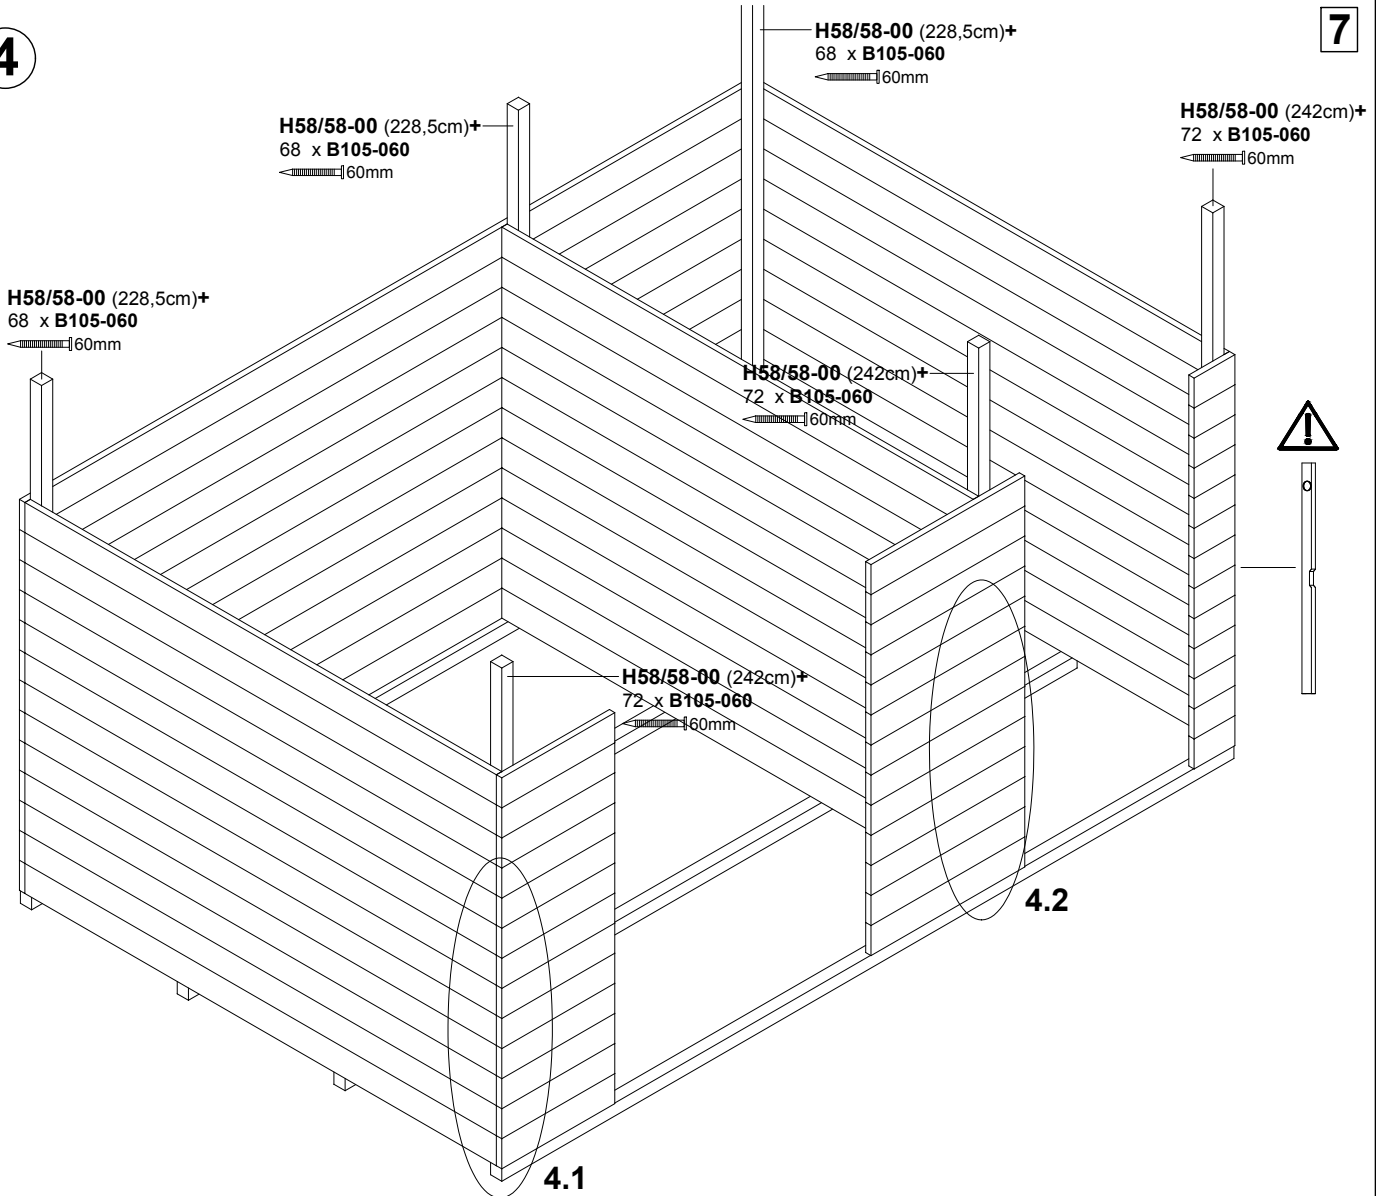 4
7
H58/58-00 (228,5cm)+
68 x B105-060
60mm
H58/58-00 (228,5cm)+
68 x B105-060
60mm
H58/58-00 (242cm)+
72 x B105-060
60mm
H58/58-00 (228,5cm)+
68 x B105-060
60mm
H58/58-00 (242cm)+
72 x B105-060
60mm
H58/58-00 (242cm)+
72 x B105-060
60mm
4.2
4.1